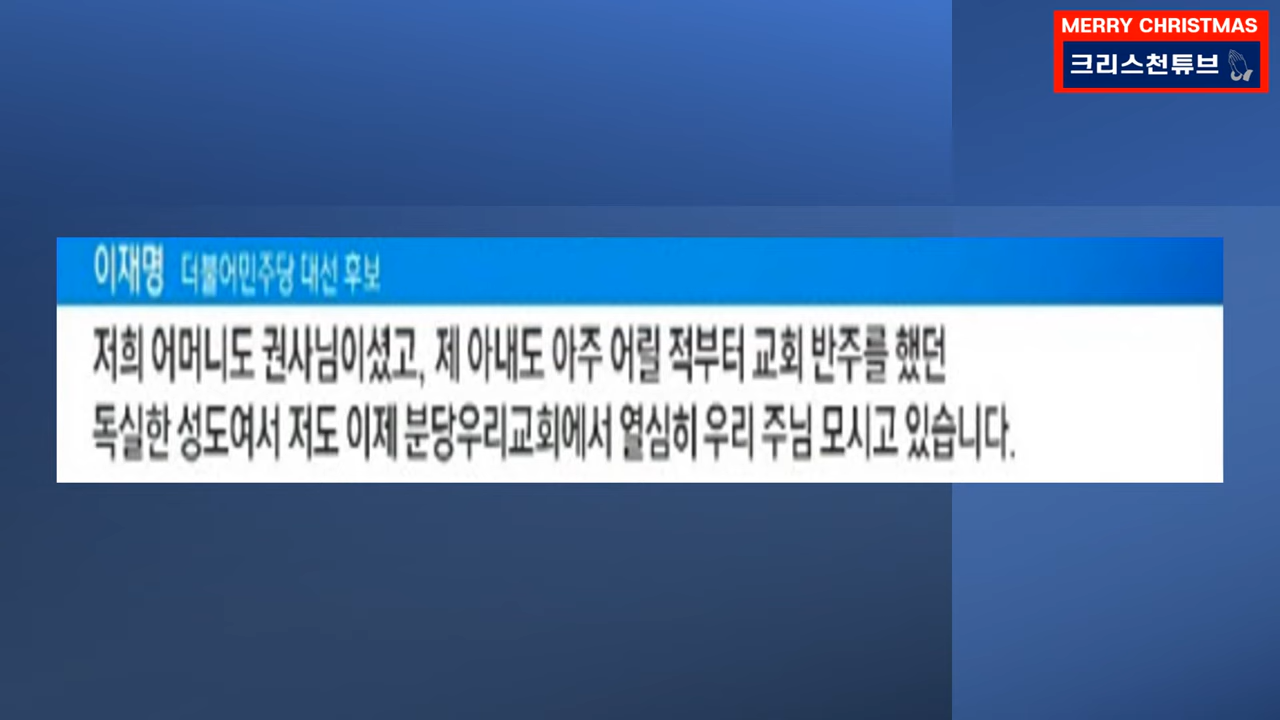 MERRY CHRISTMAS
크리스천튜브
이재명 더불어민주당 대선 후보
저희 어머니도 권사님이셨고, 제 아내도 아주 어릴 적부터 교회 반주를 했던
독실한 성도여서 저도 이제 분당우리교회에서 열심히 우리 주님 모시고 있습니다.